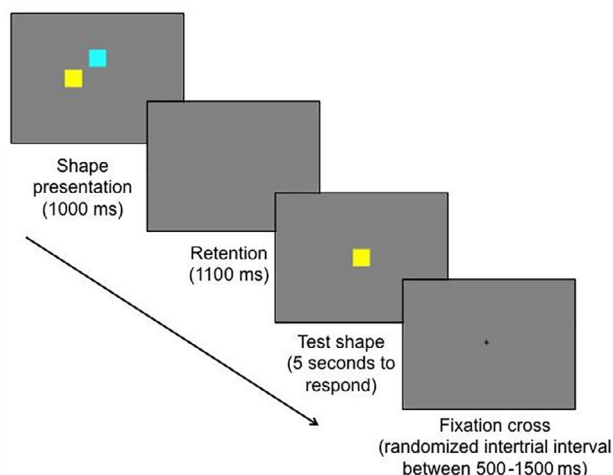 Shape
presentation
(1000 ms)
Retention
(1100 ms)
Test shape
(5 seconds to
respond)
Fixation cross
(randomized intertrial interval
between 500-1500 ms)